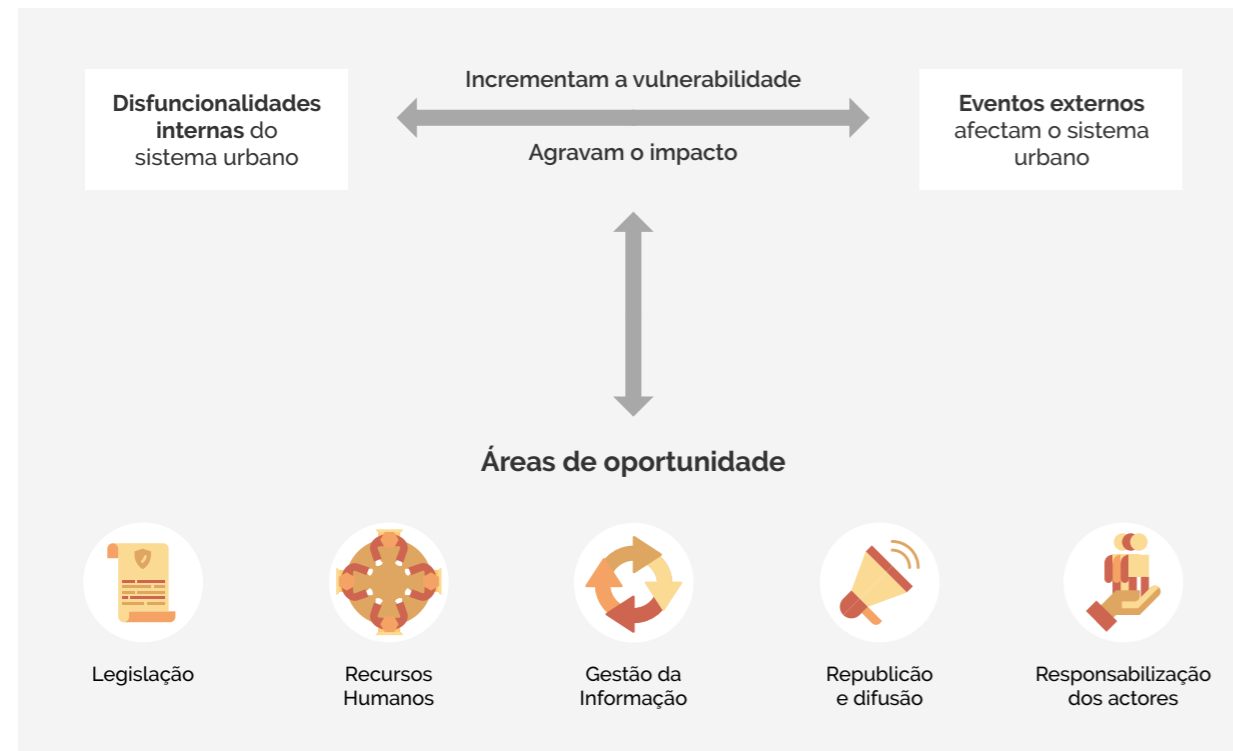 Disfuncionalidades
internas do
sistema urbano
Incrementam a vulnerabilidade
Agravam o impacto
Eventos externos
afectam o sistema
urbano
Áreas de oportunidade
Legislação
Recursos
Humanos
Gestão da
Informação
Republicão
e difusão
Responsabilização
dos actores